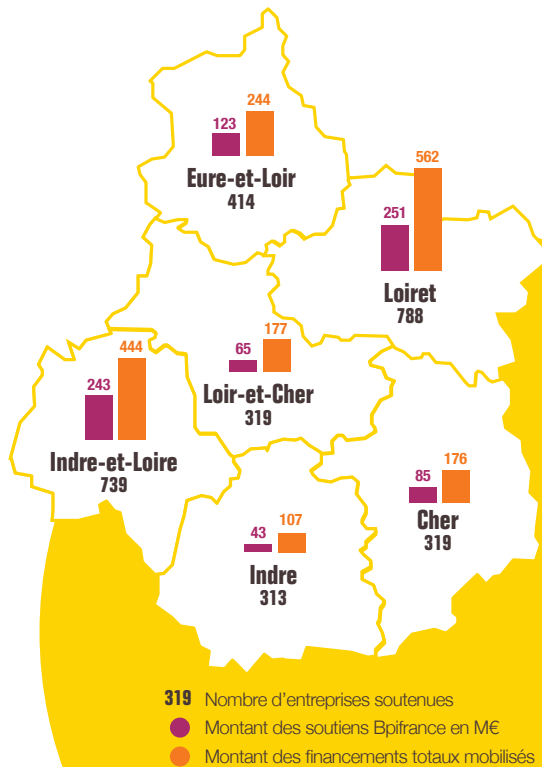 123 244
Eure-et-Loir
414
251 562
Loiret
788
65 177
Loir-et-Cher
319
243 444
Indre-et-Loire
739
85 176
Cher
319
43 107
Indre
313
319 Nombre d'entreprises soutenues
Montant des soutiens Bpifrance en M€
Montant des financements totaux mobilisés